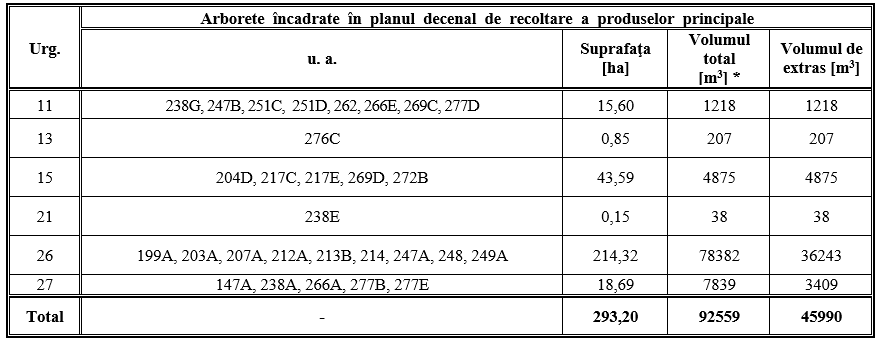 Arborete încadrate în planul decenal de recoltare a produselor principale
Urg.
u. a.
Suprafaţa
[ha]
Volumul
total
[m³] *
Volumul de
extras [m³]
11 238G, 247B, 251C, 251D, 262, 266E, 269C, 277D 15,60 1218 1218
13 276C 0,85 207 207
15 204D, 217C, 217E, 269D, 272B 43,59 4875 4875
21 238E 0,15 38 38
26 199A, 203A, 207A, 212A, 213B, 214, 247A, 248, 249A 214,32 78382 36243
27 147A, 238A, 266A, 277B, 277E 18,69 7839 3409
Total - 293,20 92559 45990